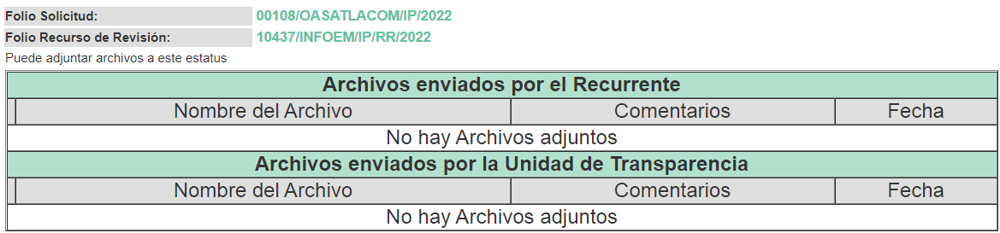 Folio Solicitud: 00108/OASATLACOM/IP/2022
Folio Recurso de Revisión: 10437/INFOEM/IP/RR/2022
Puede adjuntar archivos a este estatus
Archivos enviados por el Recurrente
Nombre del Archivo Comentarios Fecha
No hay Archivos adjuntos
Archivos enviados por la Unidad de Transparencia
Nombre del Archivo Comentarios Fecha
No hay Archivos adjuntos